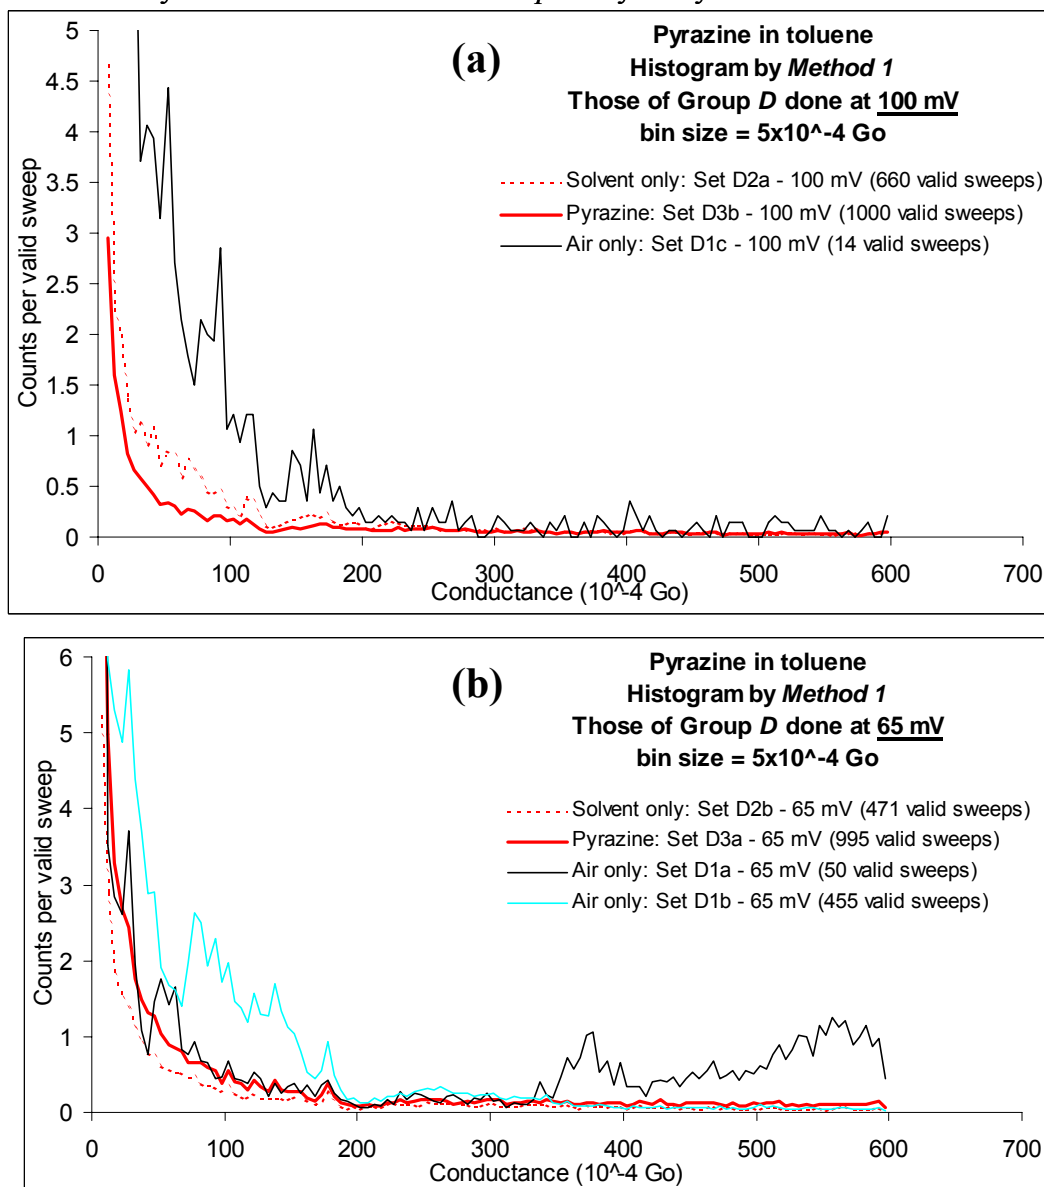 (a)
Pyrazine in toluene
Histogram by Method 1
Those of Group D done at 100 mV
bin size = 5x10^-4 Go
Solvent only: Set D2a - 100 mV (660 valid sweeps)
Pyrazine: Set D3b - 100 mV (1000 valid sweeps)
Air only: Set D1c - 100 mV (14 valid sweeps)
Counts per valid sweep
5
4.5
4
3.5
3
2.5
2
1.5
1
0.5
0
0 100 200 300 400 500 600 700
Conductance (10^-4 Go)
(b)
Pyrazine in toluene
Histogram by Method 1
Those of Group D done at 65 mV
bin size = 5x10^-4 Go
Solvent only: Set D2b - 65 mV (471 valid sweeps)
Pyrazine: Set D3a - 65 mV (995 valid sweeps)
Air only: Set D1a - 65 mV (50 valid sweeps)
Air only: Set D1b - 65 mV (455 valid sweeps)
Counts per valid sweep
6
5
4
3
2
1
0
0 100 200 300 400 500 600 700
Conductance (10^-4 Go)